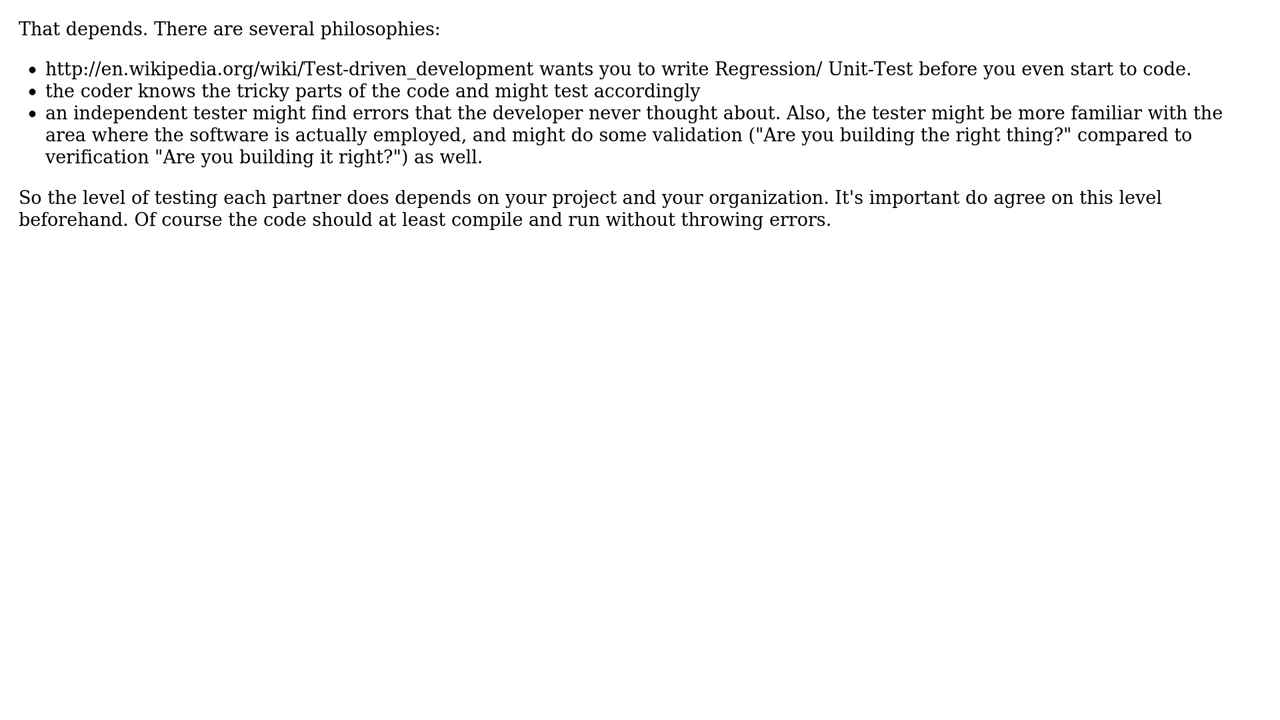 That depends. There are several philosophies:
• http://en.wikipedia.org/wiki/Test-driven_development wants you to write Regression/ Unit-Test before you even start to code.
• the coder knows the tricky parts of the code and might test accordingly
• an independent tester might find errors that the developer never thought about. Also, the tester might be more familiar with the
area where the software is actually employed, and might do some validation ("Are you building the right thing?" compared to
verification "Are you building it right?") as well.
So the level of testing each partner does depends on your project and your organization. It's important do agree on this level
beforehand. Of course the code should at least compile and run without throwing errors.